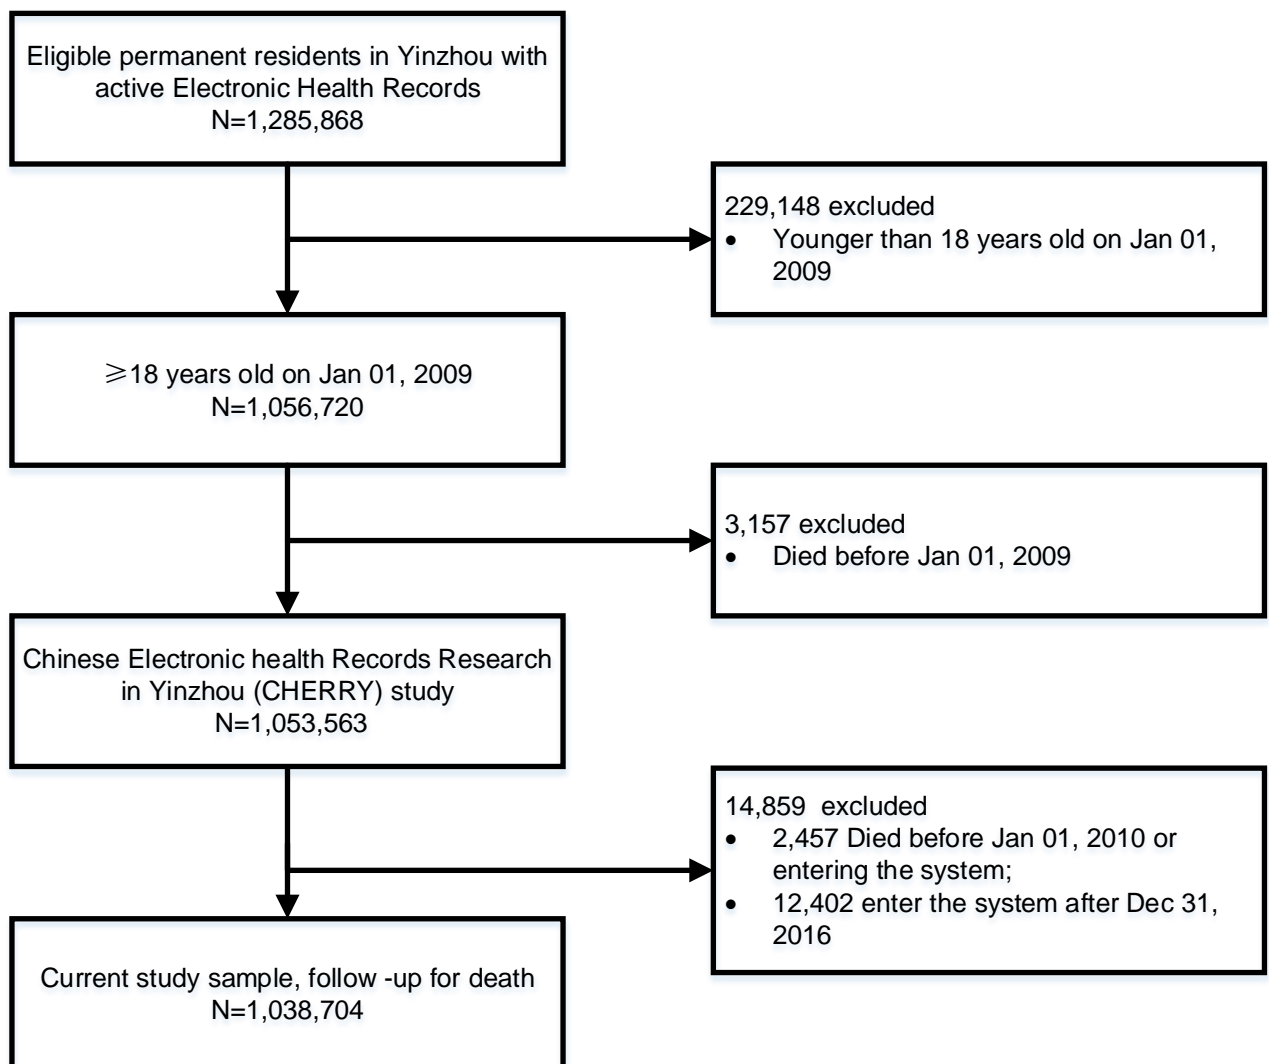 Eligible permanent residents in Yinzhou with
active Electronic Health Records
N=1,285,868
229,148 excluded
• Younger than 18 years old on Jan 01,
2009
≥18 years old on Jan 01, 2009
N=1,056,720
3,157 excluded
• Died before Jan 01, 2009
Chinese Electronic health Records Research
in Yinzhou (CHERRY) study
N=1,053,563
14,859 excluded
• 2,457 Died before Jan 01, 2010 or
entering the system;
• 12,402 enter the system after Dec 31,
2016
Current study sample, follow -up for death
N=1,038,704